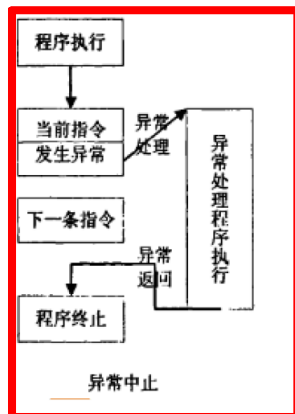 程序执行
当前指令
发生异常
异常
处理
异常处理程序执行
下一条指令
异常
返回
程序终止
异常中止